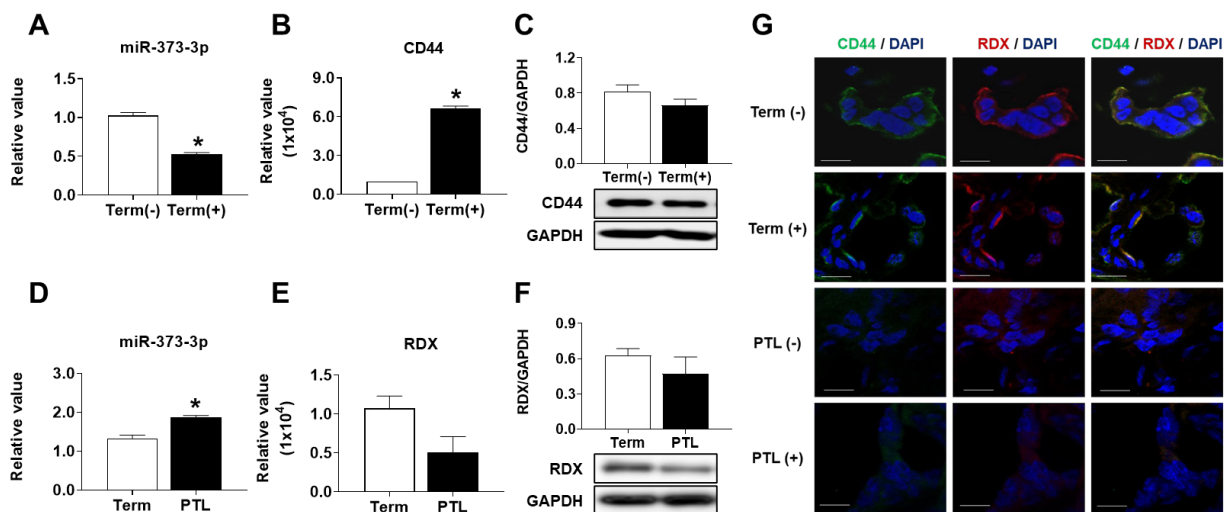 A
miR-373-3p
Relative value
1.5
1.0
0.5
0.0
*
Term(-) Term(+)
B
CD44
Relative value
(1x10⁴)
9.0
6.0
3.0
0.0
*
Term(-) Term(+)
C
CD44/GAPDH
1.2
0.8
0.4
0.0
Term(-) Term(+)
CD44
GAPDH
D
miR-373-3p
Relative value
3.0
2.0
1.0
0.0
*
Term PTL
E
RDX
Relative value
(1x10⁴)
1.5
1.0
0.5
0.0
Term PTL
F
RDX/GAPDH
0.9
0.6
0.3
0.0
Term PTL
RDX
GAPDH
G
CD44 / DAPI RDX / DAPI CD44 / RDX / DAPI
Term (-)
Term (+)
PTL (-)
PTL (+)